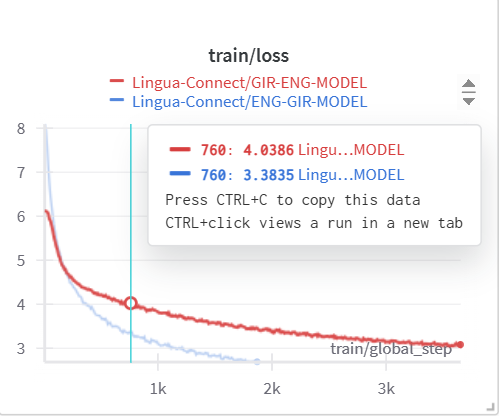 train/loss
Lingua-Connect/GIR-ENG-MODEL
Lingua-Connect/ENG-GIR-MODEL
8
760: 4.0386 Lingu...MODEL
7
760: 3.3835 Lingu...MODEL
Press CTRL+C to copy this data
6
CTRL+click views a run in a new tab
5
4
3
train/global_step
1k
2k
3k